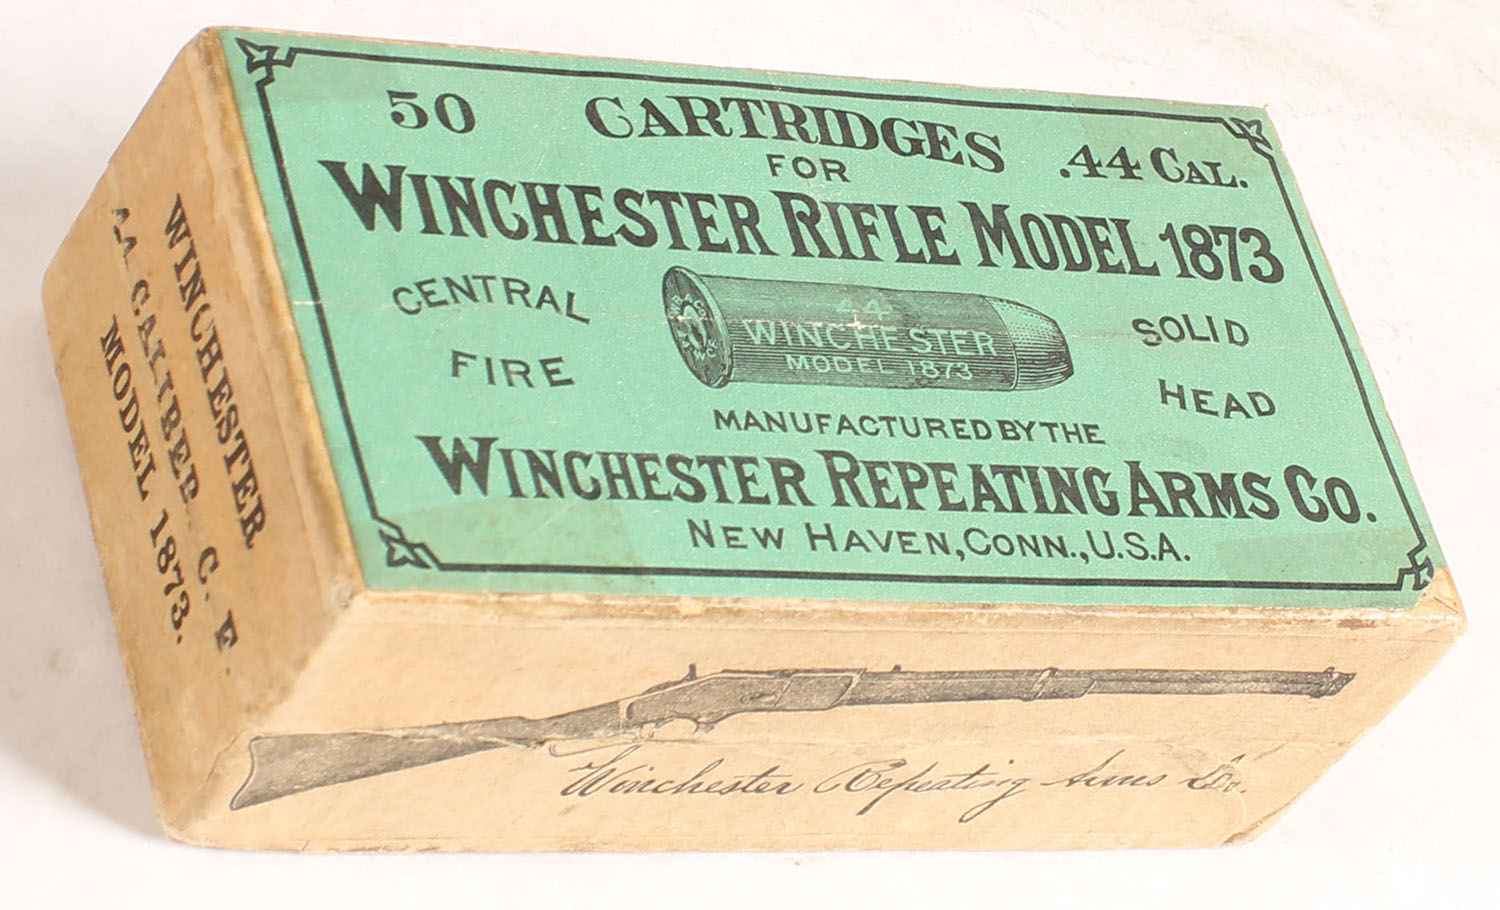 50 CARTRIDGES .44 CAL.
FOR
WINCHESTER RIFLE MODEL 1873
CENTRAL FIRE
44
WINCHESTER
MODEL 1873
SOLID HEAD
MANUFACTURED BY THE
WINCHESTER REPEATING ARMS CO.
NEW HAVEN, CONN., U.S.A.
WINCHESTER
44 CALIBER C. F.
MODEL 1873.
Winchester Repeating Arms Co.